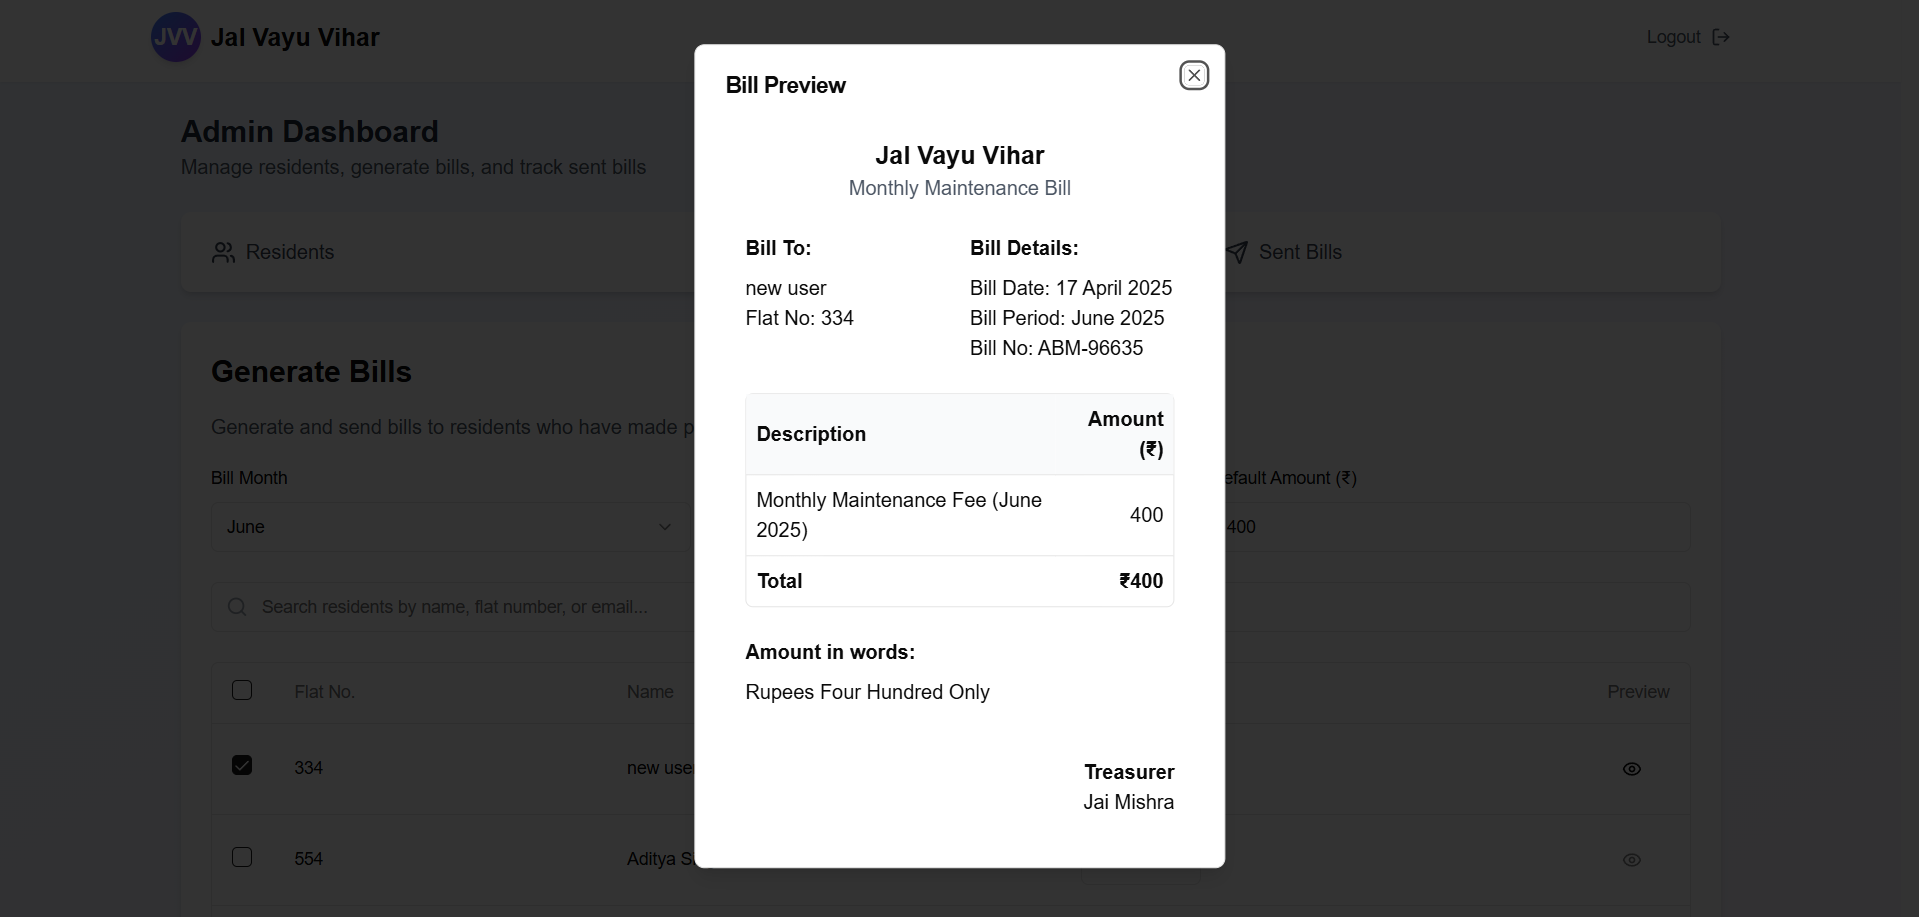 JVV Jal Vayu Vihar
Logout
Admin Dashboard
Manage residents, generate bills, and track sent bills
Residents
Sent Bills
Generate Bills
Generate and send bills to residents who have made
Bill Month
June
Default Amount (₹)
400
Search residents by name, flat number, or email...
Flat No. Name Preview
334 new user
554 Aditya
Bill Preview
Jal Vayu Vihar
Monthly Maintenance Bill
Bill To:
new user
Flat No: 334
Bill Details:
Bill Date: 17 April 2025
Bill Period: June 2025
Bill No: ABM-96635
Description Amount
(₹)
Monthly Maintenance Fee (June
2025)
400
Total ₹400
Amount in words:
Rupees Four Hundred Only
Treasurer
Jai Mishra